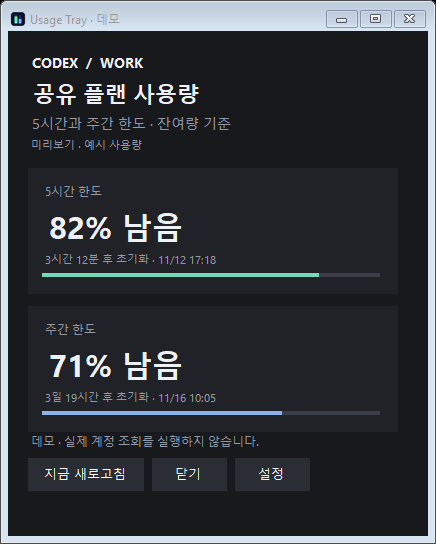 Usage Tray · 데모
CODEX / WORK
공유 플랜 사용량
5시간과 주간 한도 · 잔여량 기준
미리보기 · 예시 사용량
5시간 한도
82% 남음
3시간 12분 후 초기화 · 11/12 17:18
주간 한도
71% 남음
3일 19시간 후 초기화 · 11/16 10:05
데모 · 실제 계정 조회를 실행하지 않습니다.
지금 새로고침 닫기 설정